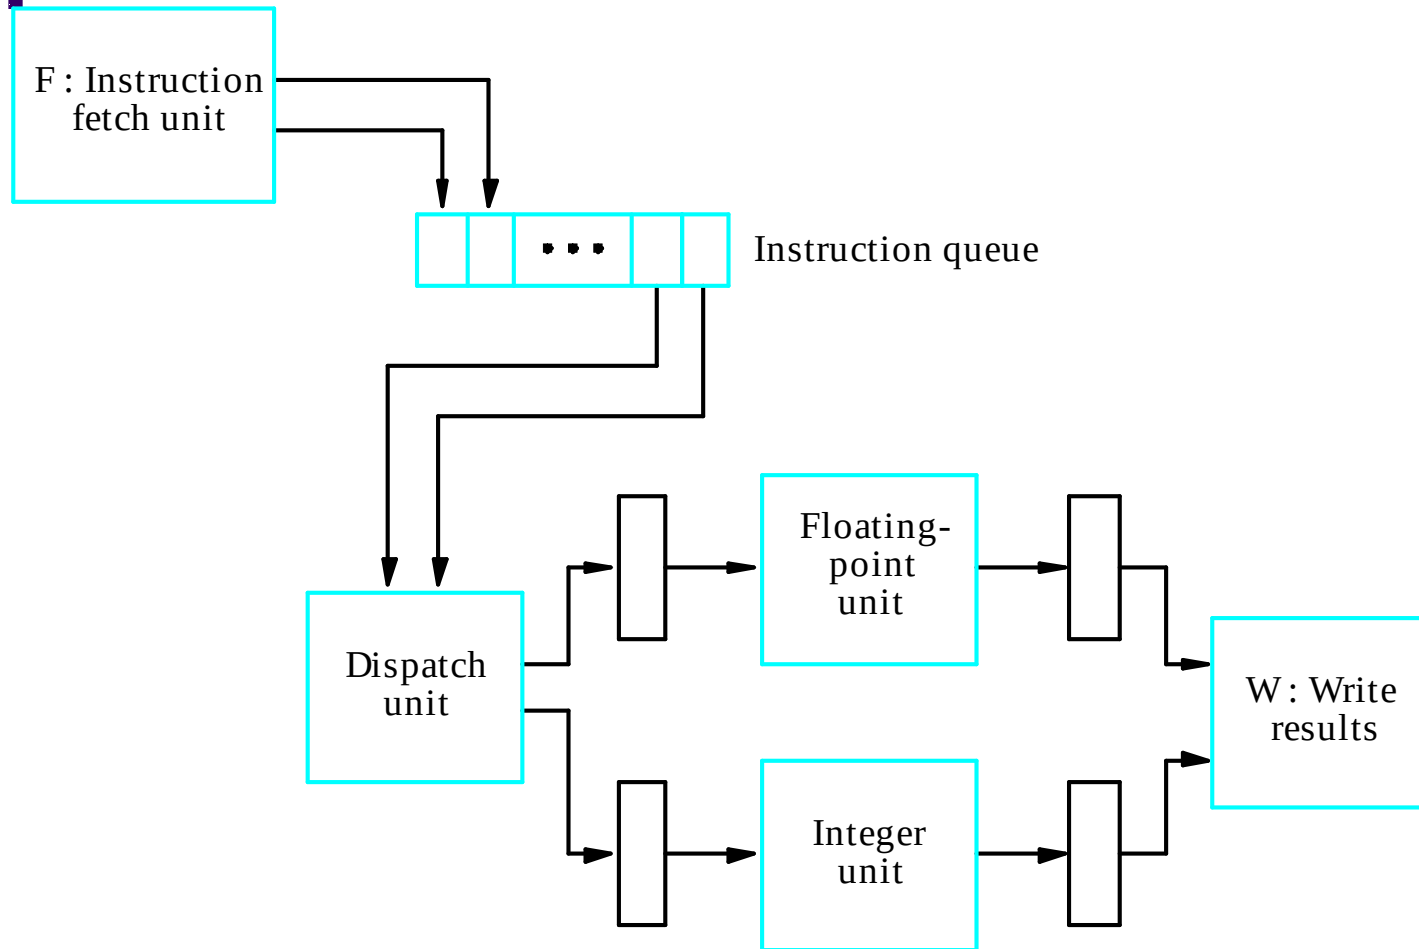 F : Instruction
fetch unit
Instruction queue
Floating-
point
unit
Dispatch
unit
W : Write
results
Integer
unit